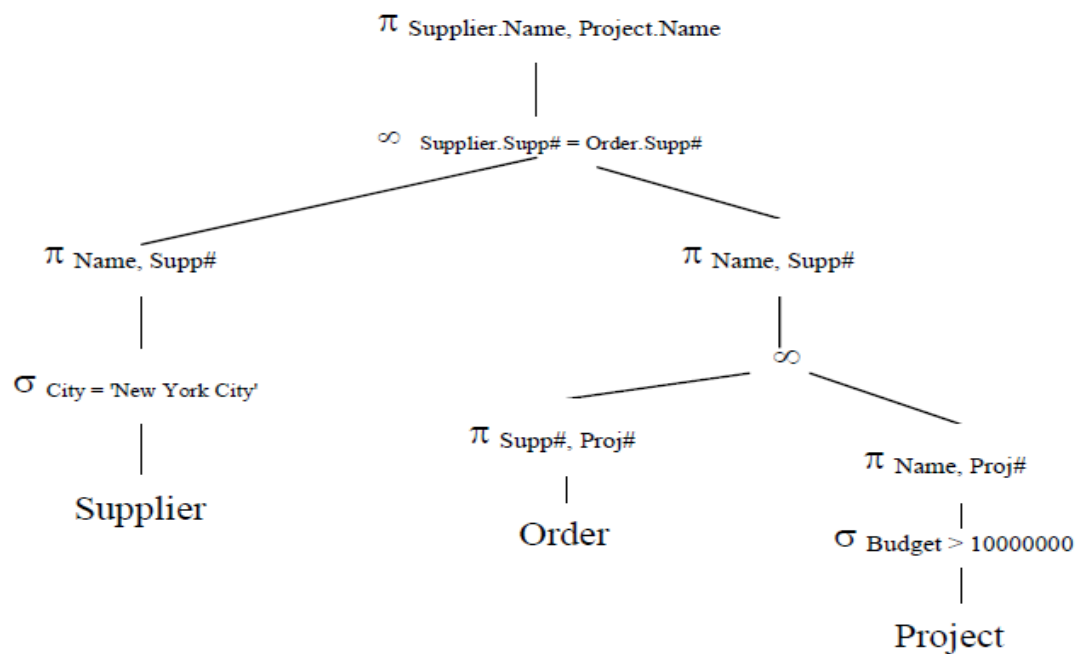 π Supplier.Name, Project.Name
∞ Supplier.Supp# = Order.Supp#
π Name, Supp#
π Name, Supp#
∞
σ City = 'New York City'
π Supp#, Proj#
π Name, Proj#
Supplier
Order
σ Budget > 10000000
Project